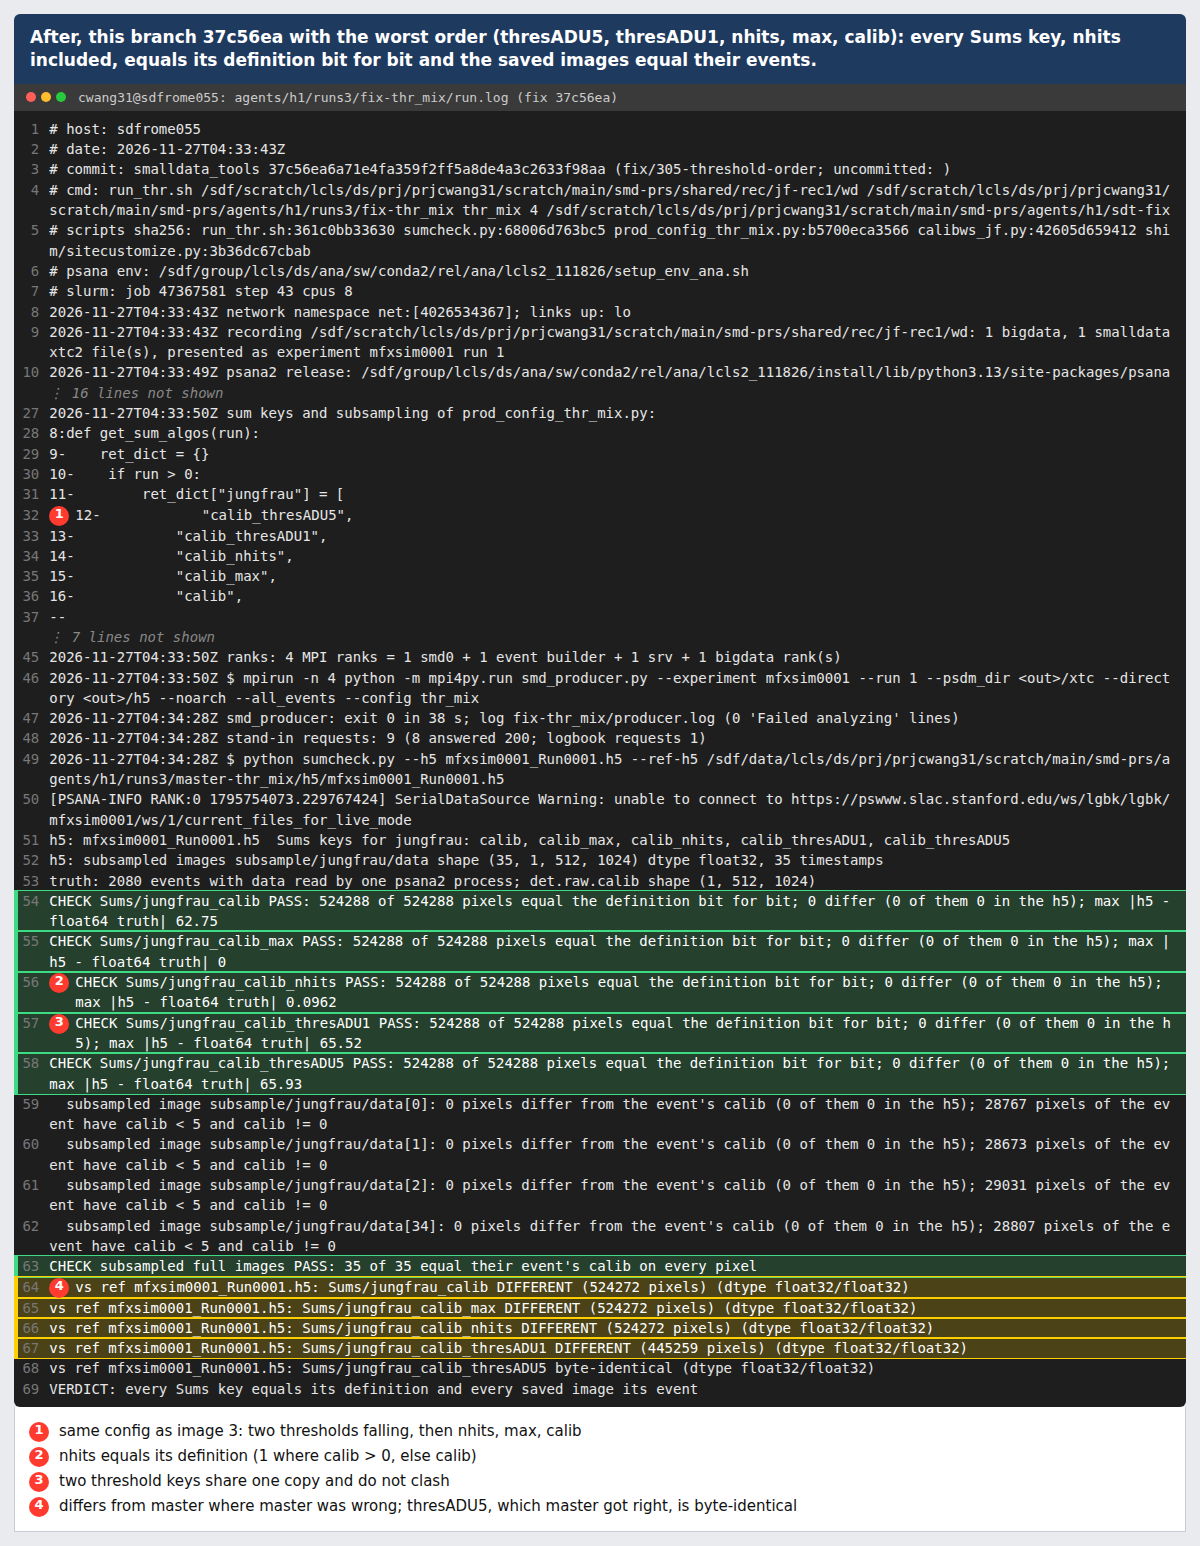 After, this branch 37c56ea with the worst order (thresADU5, thresADU1, nhits, max, calib): every Sums key, nhits
included, equals its definition bit for bit and the saved images equal their events.
cwang31@sdfrome055: agents/h1/runs3/fix-thr_mix/run.log (fix 37c56ea)
1 # host: sdfrome055
2 # date: 2026-11-27T04:33:43Z
3 # commit: smalldata_tools 37c56ea6a71e4fa359f2ff5a8de4a3c2633f98aa (fix/305-threshold-order; uncommitted: )
4 # cmd: run_thr.sh /sdf/scratch/lcls/ds/prj/prjcwang31/scratch/main/smd-prs/shared/rec/jf-rec1/wd /sdf/scratch/lcls/ds/prj/prjcwang31/
scratch/main/smd-prs/agents/h1/runs3/fix-thr_mix thr_mix 4 /sdf/scratch/lcls/ds/prj/prjcwang31/scratch/main/smd-prs/agents/h1/sdt-fix
5 # scripts sha256: run_thr.sh:361c0bb33630 sumcheck.py:68006d763bc5 prod_config_thr_mix.py:b5700eca3566 calibws_jf.py:42605d659412 shi
m/sitecustomize.py:3b36dc67cbab
6 # psana env: /sdf/group/lcls/ds/ana/sw/conda2/rel/ana/lcls2_111826/setup_env_ana.sh
7 # slurm: job 47367581 step 43 cpus 8
8 2026-11-27T04:33:43Z network namespace net:[4026534367]; links up: lo
9 2026-11-27T04:33:43Z recording /sdf/scratch/lcls/ds/prj/prjcwang31/scratch/main/smd-prs/shared/rec/jf-rec1/wd: 1 bigdata, 1 smalldata
xtc2 file(s), presented as experiment mfxsim0001 run 1
10 2026-11-27T04:33:49Z psana2 release: /sdf/group/lcls/ds/ana/sw/conda2/rel/ana/lcls2_111826/install/lib/python3.13/site-packages/psana
⋮ 16 lines not shown
27 2026-11-27T04:33:50Z sum keys and subsampling of prod_config_thr_mix.py:
28 8:def get_sum_algos(run):
29 9-    ret_dict = {}
30 10-    if run > 0:
31 11-        ret_dict["jungfrau"] = [
32 1 12-            "calib_thresADU5",
33 13-            "calib_thresADU1",
34 14-            "calib_nhits",
35 15-            "calib_max",
36 16-            "calib",
37 --
⋮ 7 lines not shown
45 2026-11-27T04:33:50Z ranks: 4 MPI ranks = 1 smd0 + 1 event builder + 1 srv + 1 bigdata rank(s)
46 2026-11-27T04:33:50Z $ mpirun -n 4 python -m mpi4py.run smd_producer.py --experiment mfxsim0001 --run 1 --psdm_dir <out>/xtc --direct
ory <out>/h5 --noarch --all_events --config thr_mix
47 2026-11-27T04:34:28Z smd_producer: exit 0 in 38 s; log fix-thr_mix/producer.log (0 'Failed analyzing' lines)
48 2026-11-27T04:34:28Z stand-in requests: 9 (8 answered 200; logbook requests 1)
49 2026-11-27T04:34:28Z $ python sumcheck.py --h5 mfxsim0001_Run0001.h5 --ref-h5 /sdf/data/lcls/ds/prj/prjcwang31/scratch/main/smd-prs/a
gents/h1/runs3/master-thr_mix/h5/mfxsim0001_Run0001.h5
50 [PSANA-INFO RANK:0 1795754073.229767424] SerialDataSource Warning: unable to connect to https://pswww.slac.stanford.edu/ws/lgbk/lgbk/
mfxsim0001/ws/1/current_files_for_live_mode
51 h5: mfxsim0001_Run0001.h5  Sums keys for jungfrau: calib, calib_max, calib_nhits, calib_thresADU1, calib_thresADU5
52 h5: subsampled images subsample/jungfrau/data shape (35, 1, 512, 1024) dtype float32, 35 timestamps
53 truth: 2080 events with data read by one psana2 process; det.raw.calib shape (1, 512, 1024)
54 CHECK Sums/jungfrau_calib PASS: 524288 of 524288 pixels equal the definition bit for bit; 0 differ (0 of them 0 in the h5); max |h5 -
float64 truth| 62.75
55 CHECK Sums/jungfrau_calib_max PASS: 524288 of 524288 pixels equal the definition bit for bit; 0 differ (0 of them 0 in the h5); max |
h5 - float64 truth| 0
56 2 CHECK Sums/jungfrau_calib_nhits PASS: 524288 of 524288 pixels equal the definition bit for bit; 0 differ (0 of them 0 in the h5);
max |h5 - float64 truth| 0.0962
57 3 CHECK Sums/jungfrau_calib_thresADU1 PASS: 524288 of 524288 pixels equal the definition bit for bit; 0 differ (0 of them 0 in the h
5); max |h5 - float64 truth| 65.52
58 CHECK Sums/jungfrau_calib_thresADU5 PASS: 524288 of 524288 pixels equal the definition bit for bit; 0 differ (0 of them 0 in the h5);
max |h5 - float64 truth| 65.93
59   subsampled image subsample/jungfrau/data[0]: 0 pixels differ from the event's calib (0 of them 0 in the h5); 28767 pixels of the ev
ent have calib < 5 and calib != 0
60   subsampled image subsample/jungfrau/data[1]: 0 pixels differ from the event's calib (0 of them 0 in the h5); 28673 pixels of the ev
ent have calib < 5 and calib != 0
61   subsampled image subsample/jungfrau/data[2]: 0 pixels differ from the event's calib (0 of them 0 in the h5); 29031 pixels of the ev
ent have calib < 5 and calib != 0
62   subsampled image subsample/jungfrau/data[34]: 0 pixels differ from the event's calib (0 of them 0 in the h5); 28807 pixels of the e
vent have calib < 5 and calib != 0
63 CHECK subsampled full images PASS: 35 of 35 equal their event's calib on every pixel
64 4 vs ref mfxsim0001_Run0001.h5: Sums/jungfrau_calib DIFFERENT (524272 pixels) (dtype float32/float32)
65 vs ref mfxsim0001_Run0001.h5: Sums/jungfrau_calib_max DIFFERENT (524272 pixels) (dtype float32/float32)
66 vs ref mfxsim0001_Run0001.h5: Sums/jungfrau_calib_nhits DIFFERENT (524272 pixels) (dtype float32/float32)
67 vs ref mfxsim0001_Run0001.h5: Sums/jungfrau_calib_thresADU1 DIFFERENT (445259 pixels) (dtype float32/float32)
68 vs ref mfxsim0001_Run0001.h5: Sums/jungfrau_calib_thresADU5 byte-identical (dtype float32/float32)
69 VERDICT: every Sums key equals its definition and every saved image its event
1 same config as image 3: two thresholds falling, then nhits, max, calib
2 nhits equals its definition (1 where calib > 0, else calib)
3 two threshold keys share one copy and do not clash
4 differs from master where master was wrong; thresADU5, which master got right, is byte-identical